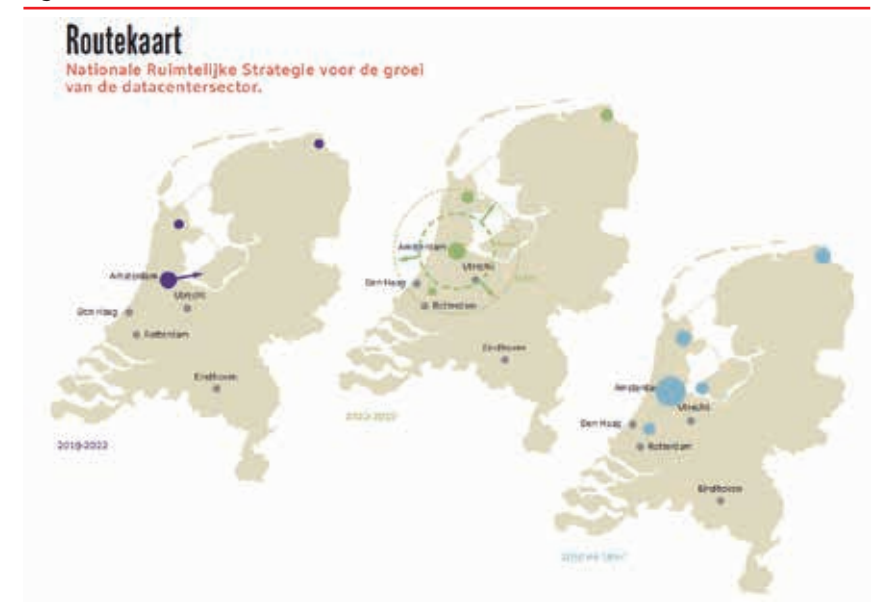 Routekaart
Nationale Ruimtelijke Strategie voor de groei
van de datacentersector.
Amsterdam
Utrecht
Den Haag
Rotterdam
Eindhoven
2019-2022
Amsterdam
Utrecht
Den Haag
Rotterdam
Eindhoven
Amsterdam
Utrecht
Den Haag
Rotterdam
Eindhoven